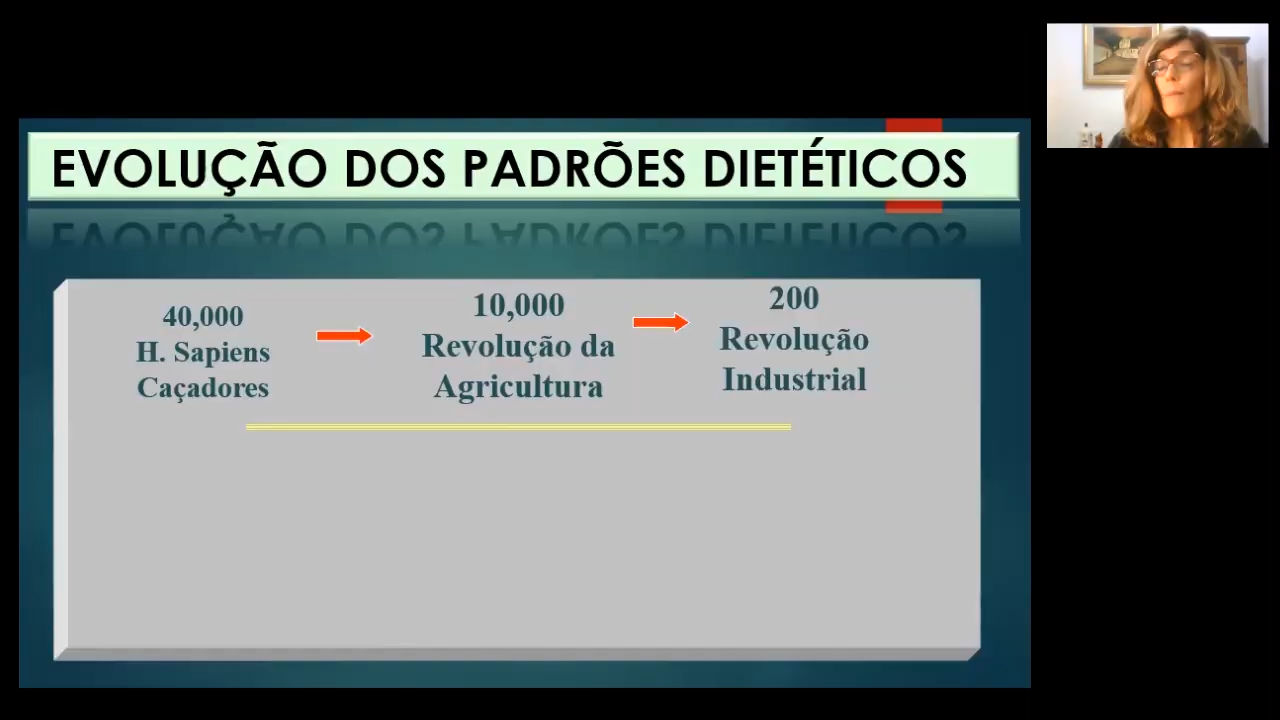 EVOLUÇÃO DOS PADRÕES DIETÉTICOS
40,000
H. Sapiens
Caçadores
10,000
Revolução da
Agricultura
200
Revolução
Industrial